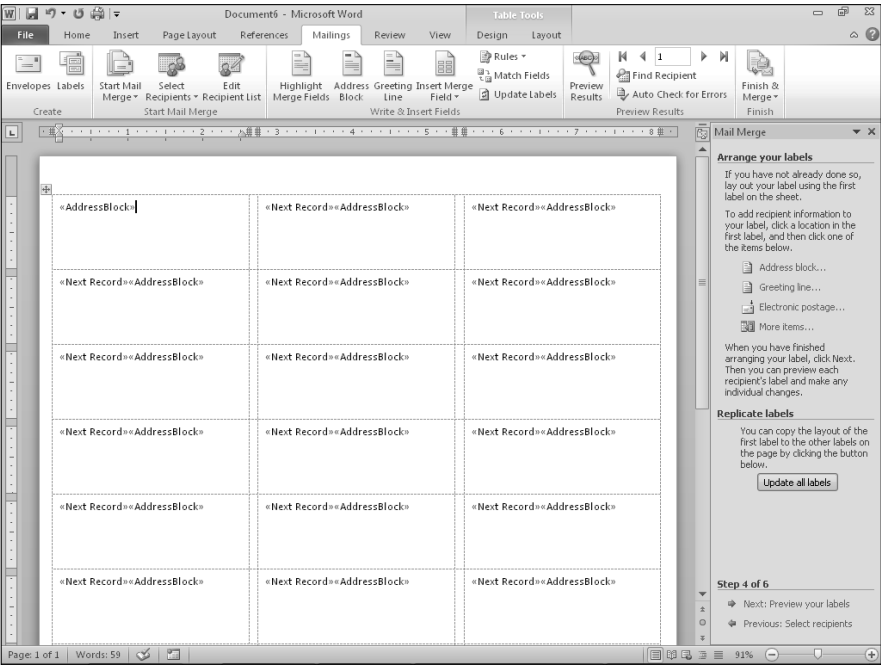 Document6 - Microsoft Word
Table Tools
File Home Insert Page Layout References Mailings Review View Design Layout
Envelopes Labels
Create
Start Mail Merge
Select Recipients
Edit Recipient List
Start Mail Merge
Highlight Merge Fields
Address Block
Greeting Line
Insert Merge Field
Rules
Match Fields
Update Labels
Write & Insert Fields
ABC
Preview Results
1
Find Recipient
Auto Check for Errors
Preview Results
Finish & Merge
Finish
1 2 3 4 5 6 7 8
«AddressBlock» «Next Record»«AddressBlock» «Next Record»«AddressBlock»
«Next Record»«AddressBlock» «Next Record»«AddressBlock» «Next Record»«AddressBlock»
«Next Record»«AddressBlock» «Next Record»«AddressBlock» «Next Record»«AddressBlock»
«Next Record»«AddressBlock» «Next Record»«AddressBlock» «Next Record»«AddressBlock»
«Next Record»«AddressBlock» «Next Record»«AddressBlock» «Next Record»«AddressBlock»
«Next Record»«AddressBlock» «Next Record»«AddressBlock» «Next Record»«AddressBlock»
Mail Merge
Arrange your labels
If you have not already done so,
lay out your label using the first
label on the sheet.
To add recipient information to
your label, click a location in the
first label, and then click one of
the items below.
Address block...
Greeting line...
Electronic postage...
More items...
When you have finished
arranging your label, click Next.
Then you can preview each
recipient's label and make any
individual changes.
Replicate labels
You can copy the layout of the
first label to the other labels on
the page by clicking the button
below.
Update all labels
Step 4 of 6
Next: Preview your labels
Previous: Select recipients
Page: 1 of 1 Words: 59 91%